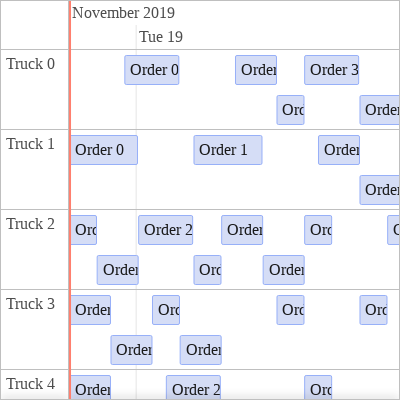 November 2019
Tue 19
Truck 0
Order 0 Order Order 3
Ord Order
Truck 1
Order 0 Order 1 Order
Order
Truck 2
Ord Order 2 Order Ord
Order Ord Order
Truck 3
Order Ord Ord Ord
Order Order
Truck 4
Order Order 2 Ord